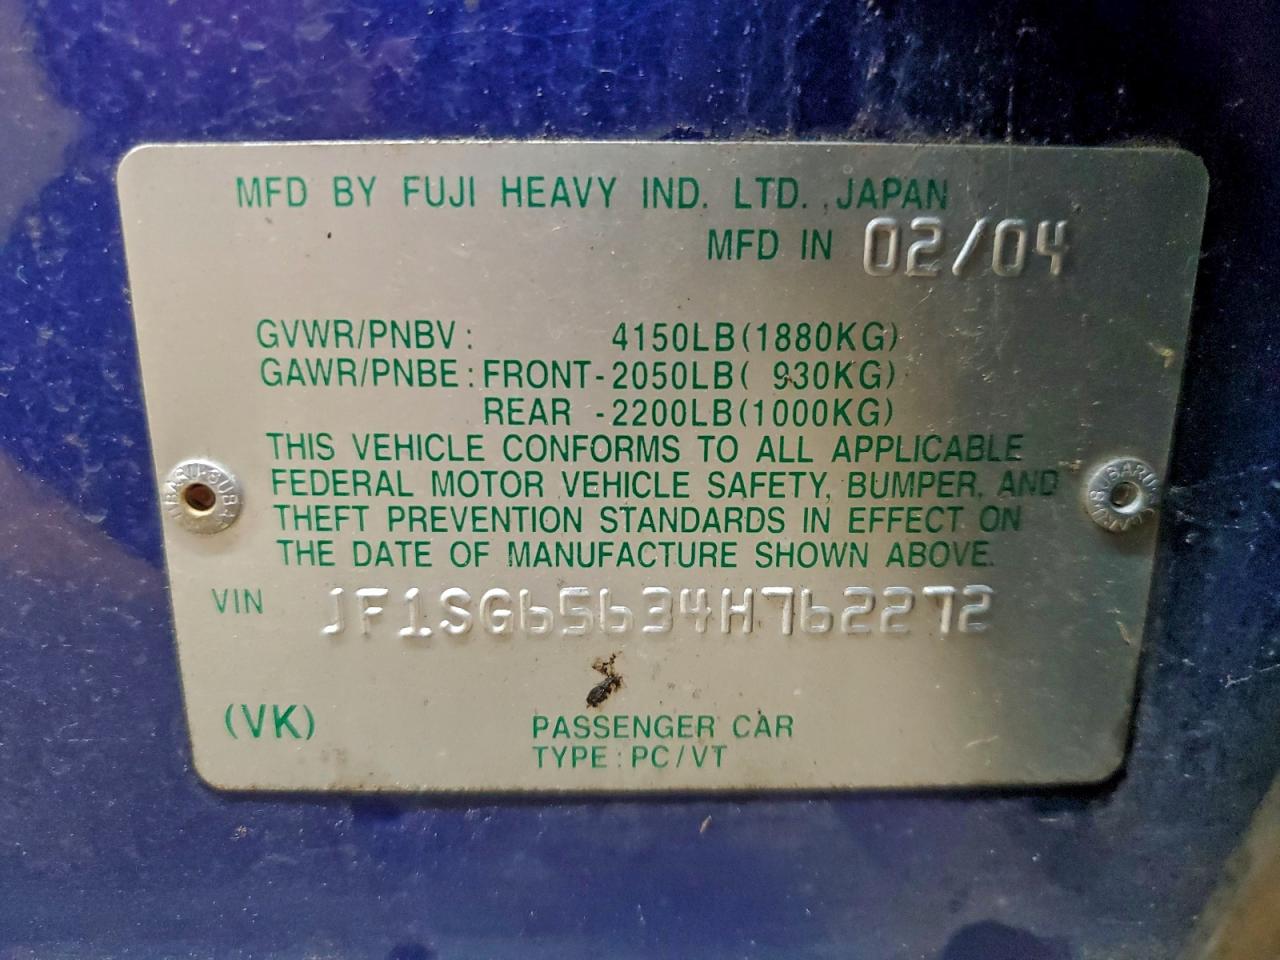 MFD BY FUJI HEAVY IND. LTD. , JAPAN
MFD IN 02/04
GVWR/PNBV : 4150LB(1880KG)
GAWR/PNBE : FRONT-2050LB( 930KG)
REAR -2200LB(1000KG)
THIS VEHICLE CONFORMS TO ALL APPLICABLE
FEDERAL MOTOR VEHICLE SAFETY, BUMPER, AND
THEFT PREVENTION STANDARDS IN EFFECT ON
THE DATE OF MANUFACTURE SHOWN ABOVE.
VIN JF1SG65634H762272
(VK) PASSENGER CAR
TYPE : PC/VT